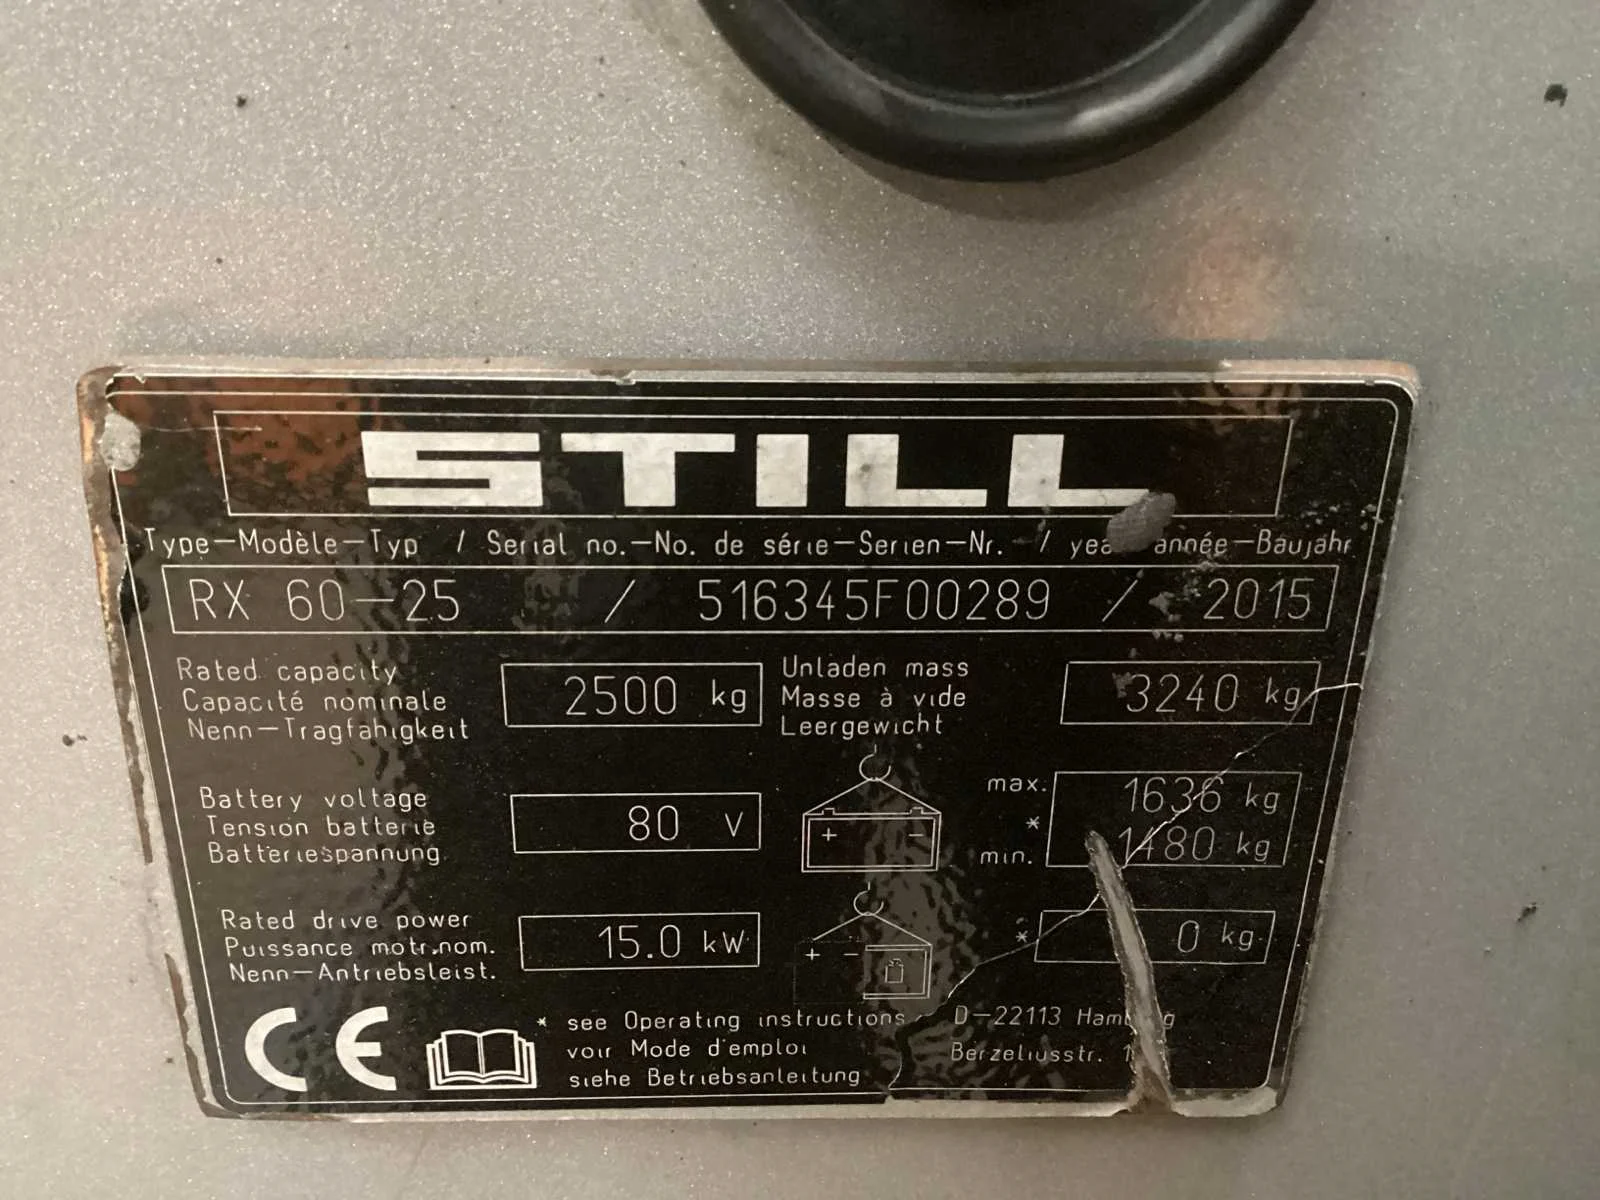 STILL
Type-Modèle-Typ / Serial no.-No. de série-Serien-Nr. / année-Baujahr
RX 60-25 / 516345F00289 / 2015
Rated capacity
Capacité nominale
Nenn-Tragfähigkeit
2500 kg
Unladen mass
Masse à vide
Leergewicht
3240 kg
Battery voltage
Tension batterie
Batteriespannung
80 V
+ -
max. 1636 kg
*
min. 1480 kg
Rated drive power
Puissance motr.nom.
Nenn-Antriebsleist.
15.0 kW
+ -
* 0 kg
CE
* see Operating instructions
voir Mode d'emploi
siehe Betriebsanleitung
D-22113
Berzeliusstr.